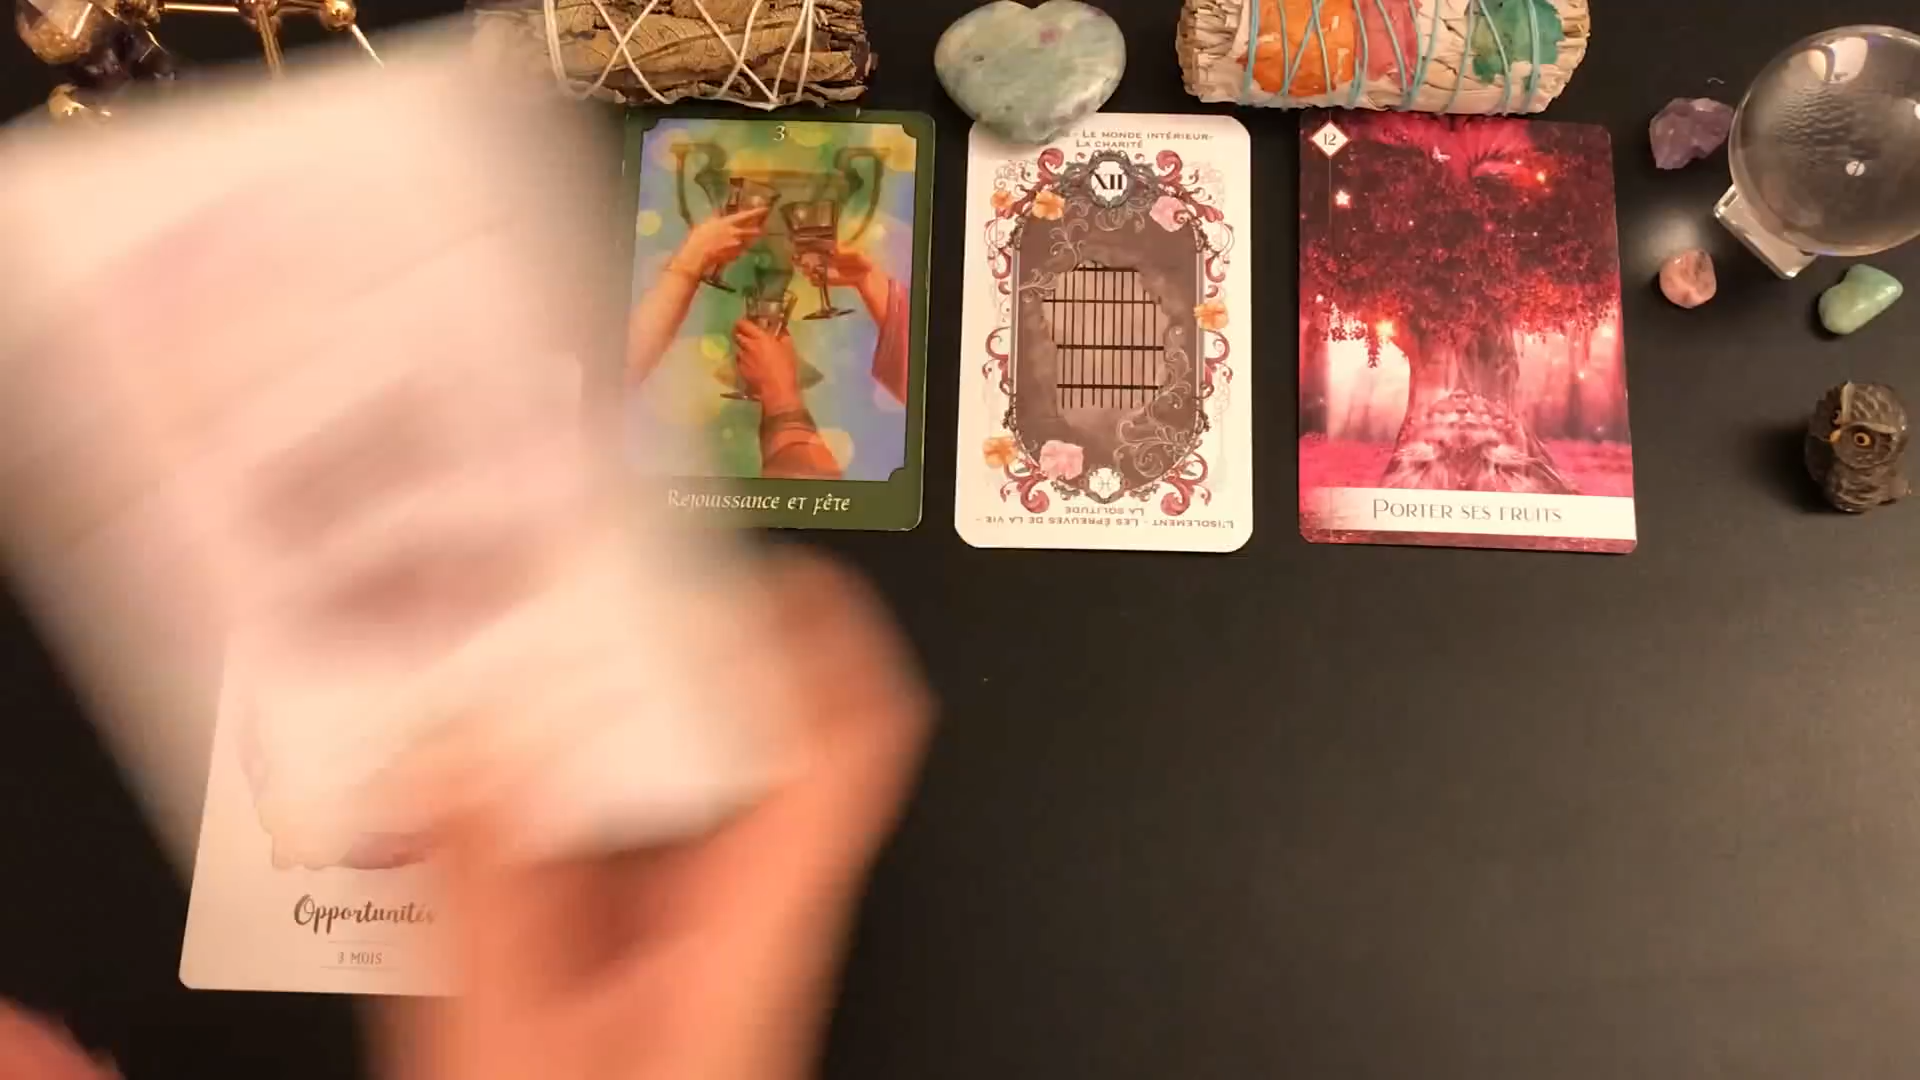 3
Rejouissance et fête
- Le monde intérieur-
La charité
XII
L'isolement - Les épreuves de la vie -
La solitude
12
Porter ses fruits
Opportunités
3 mois